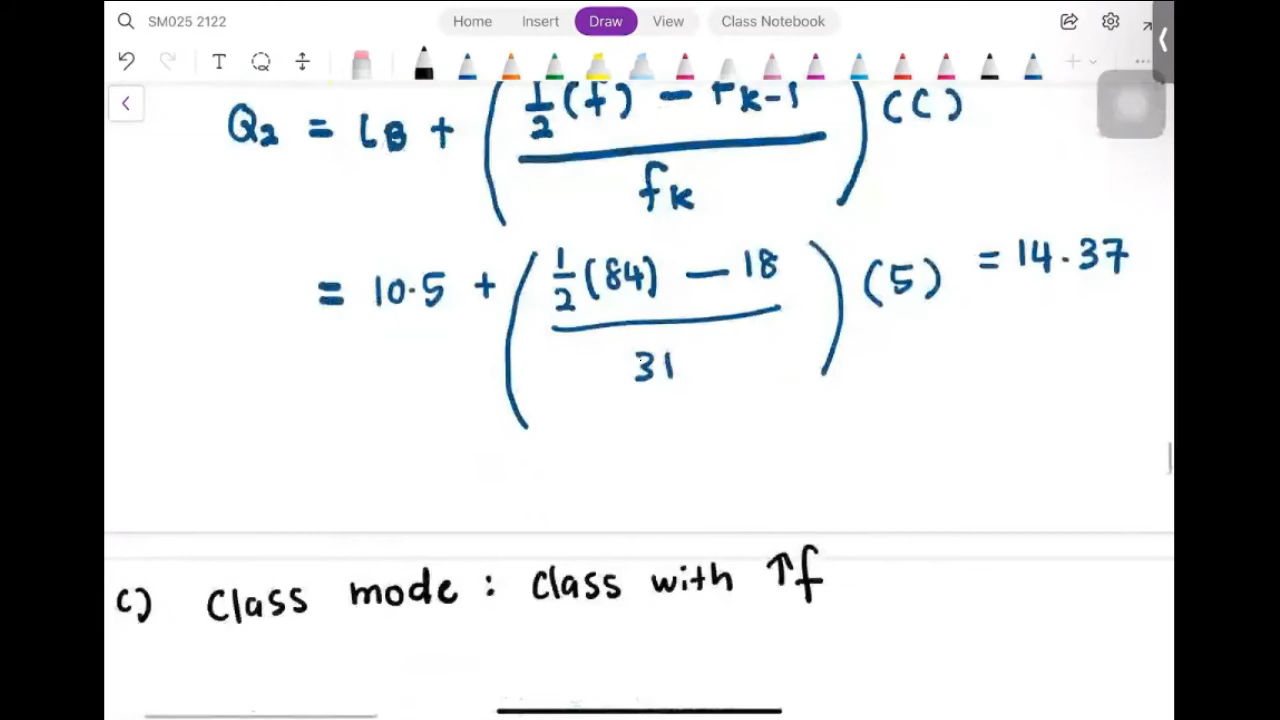 SM025 2122
Home Insert Draw View Class Notebook
T
Q₂ = LB + ( (½(f) − Fₖ₋₁) / fₖ ) (C)
= 10.5 + ( (½(84) − 18) / 31 ) (5) = 14.37
c) Class mode : Class with ↑f